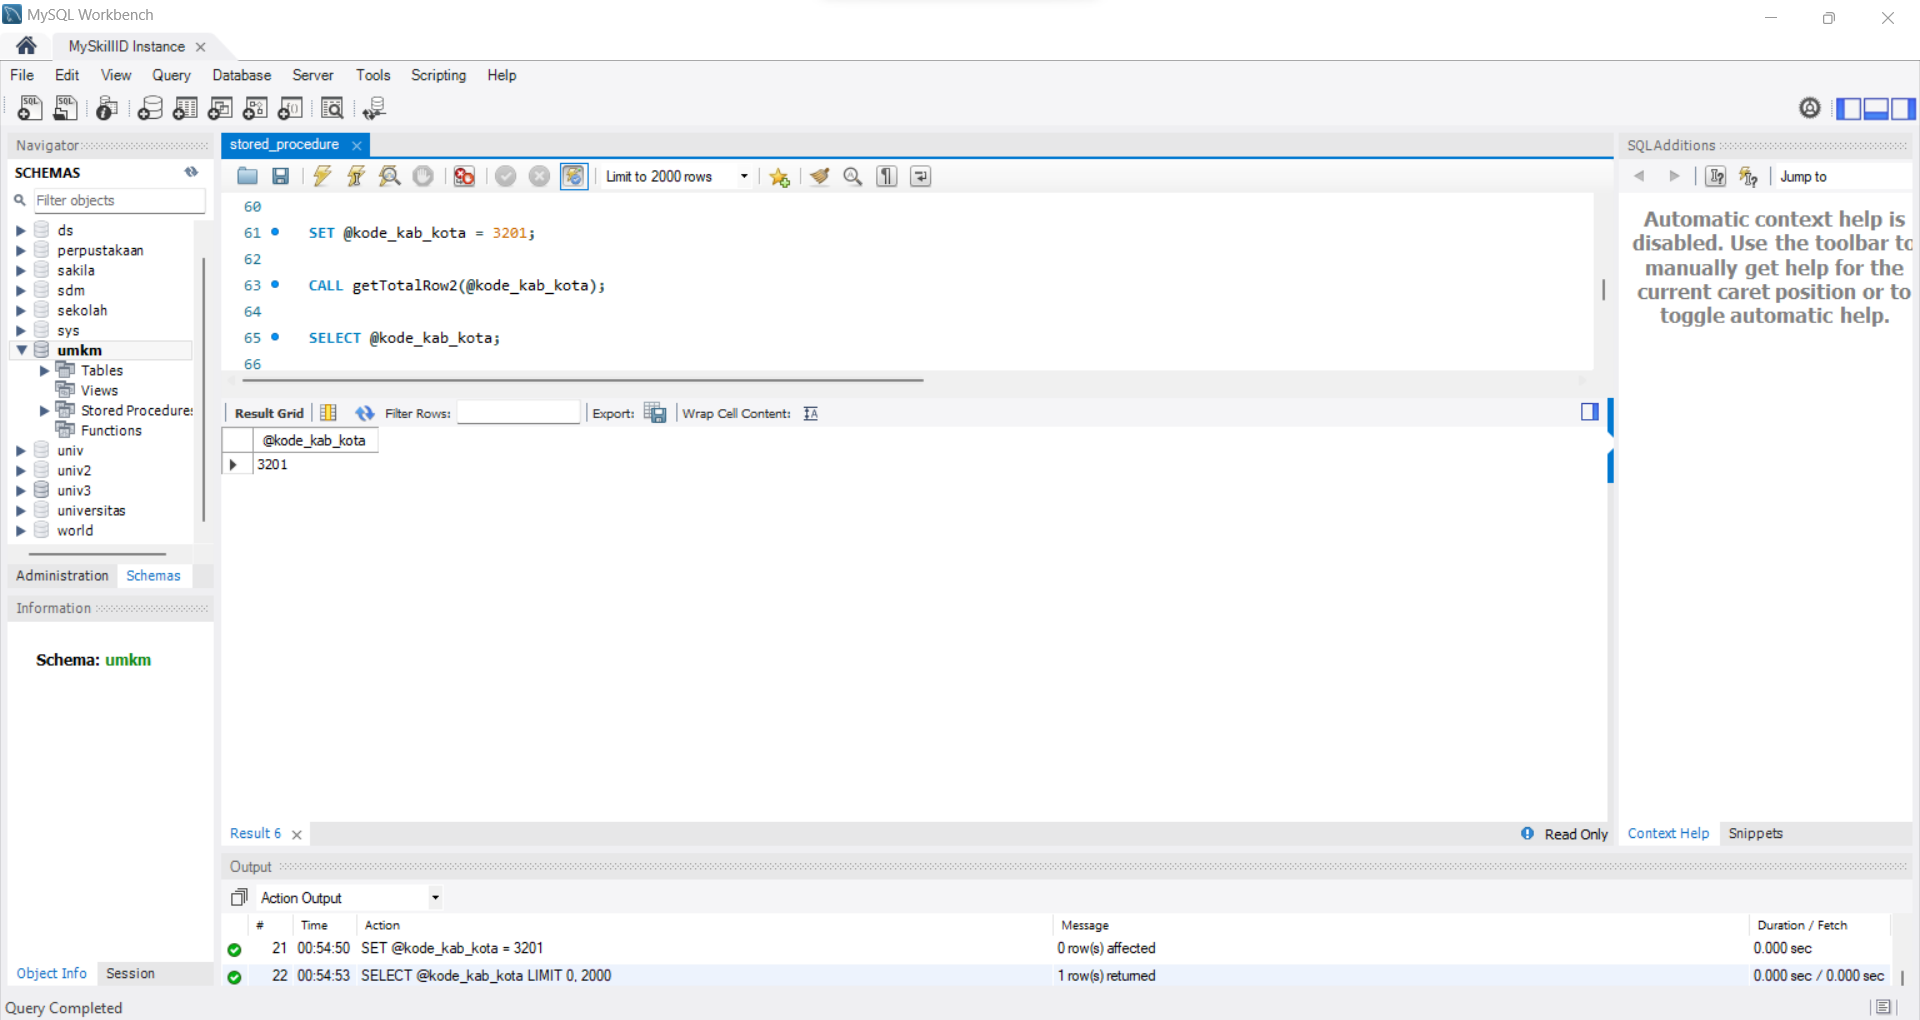 MySQL Workbench
MySkillID Instance
File Edit View Query Database Server Tools Scripting Help
Navigator
SCHEMAS
Filter objects
ds
perpustakaan
sakila
sdm
sekolah
sys
umkm
Tables
Views
Stored Procedures
Functions
univ
univ2
univ3
universitas
world
Administration Schemas
Information
Schema: umkm
Object Info Session
stored_procedure
Limit to 2000 rows
60
61 SET @kode_kab_kota = 3201;
62
63 CALL getTotalRow2(@kode_kab_kota);
64
65 SELECT @kode_kab_kota;
66
Result Grid Filter Rows: Export: Wrap Cell Content:
@kode_kab_kota
3201
Result 6 Read Only
SQLAdditions
Jump to
Automatic context help is
disabled. Use the toolbar to
manually get help for the
current caret position or to
toggle automatic help.
Context Help Snippets
Output
Action Output
# Time Action Message Duration / Fetch
21 00:54:50 SET @kode_kab_kota = 3201 0 row(s) affected 0.000 sec
22 00:54:53 SELECT @kode_kab_kota LIMIT 0, 2000 1 row(s) returned 0.000 sec / 0.000 sec
Query Completed